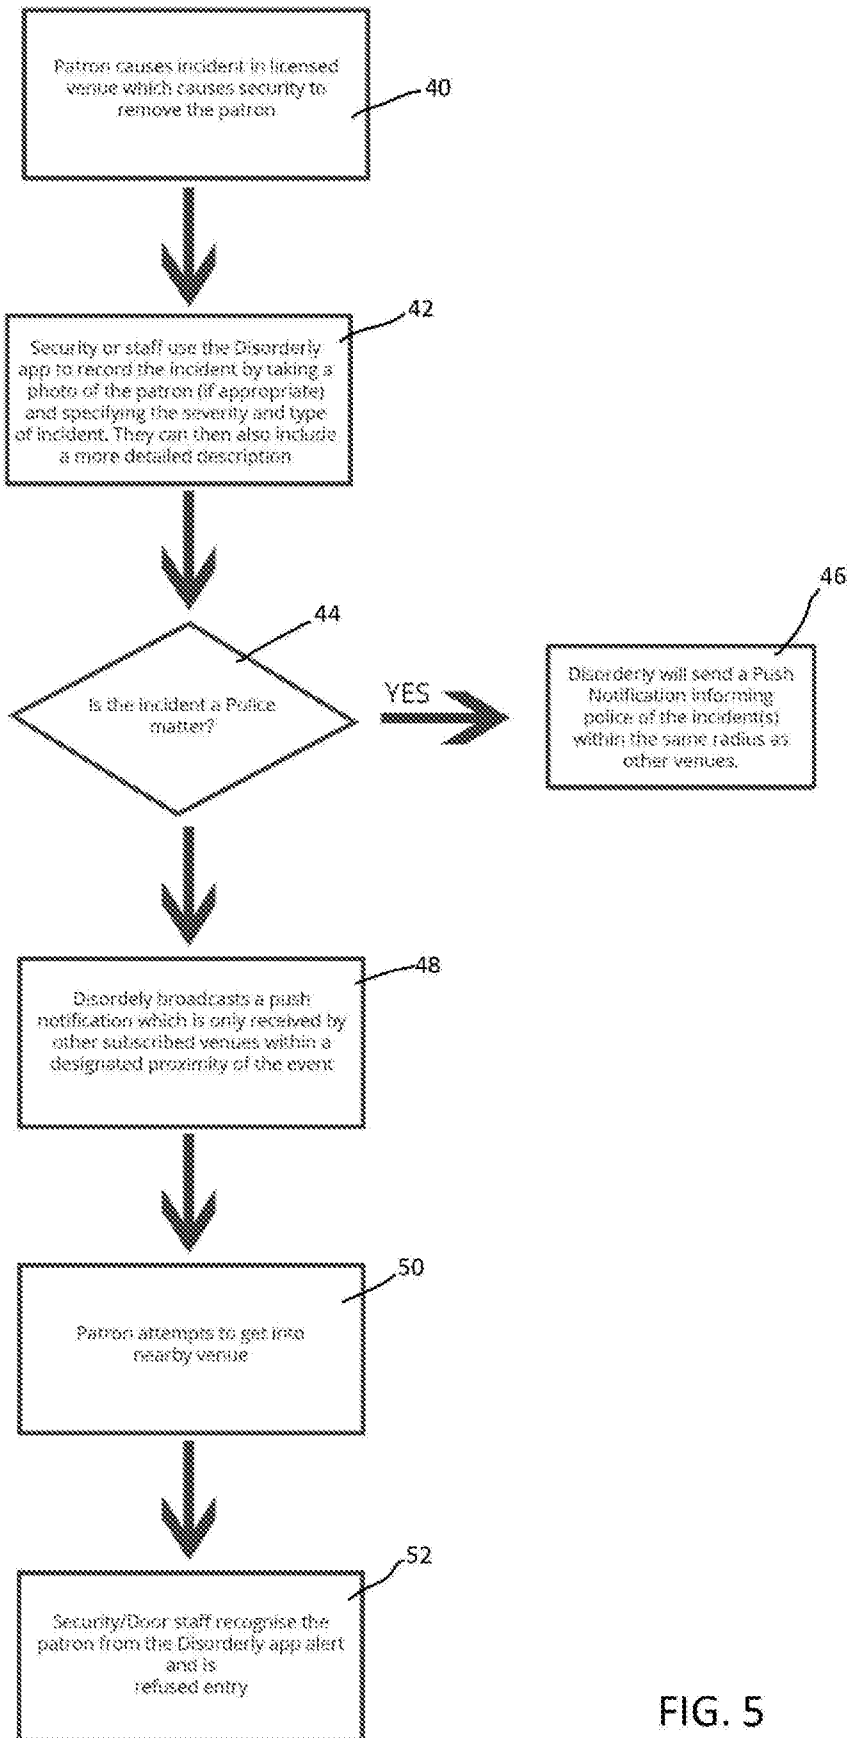 Patron causes incident in licensed
venue which causes security to
remove the patron
40
42
Security or staff use the Disorderly
app to record the incident by taking a
photo of the patron (if appropriate)
and specifying the severity and type
of incident. They can then also include
a more detailed description
44
Is the incident a Police
matter?
YES
46
Disorderly will send a Push
Notification informing
police of the incident(s)
within the same radius as
other venues.
48
Disordely broadcasts a push
notification which is only received by
other subscribed venues within a
designated proximity of the event
50
Patron attempts to get into
nearby venue
52
Security/Door staff recognise the
patron from the Disorderly app alert
and is
refused entry
FIG. 5